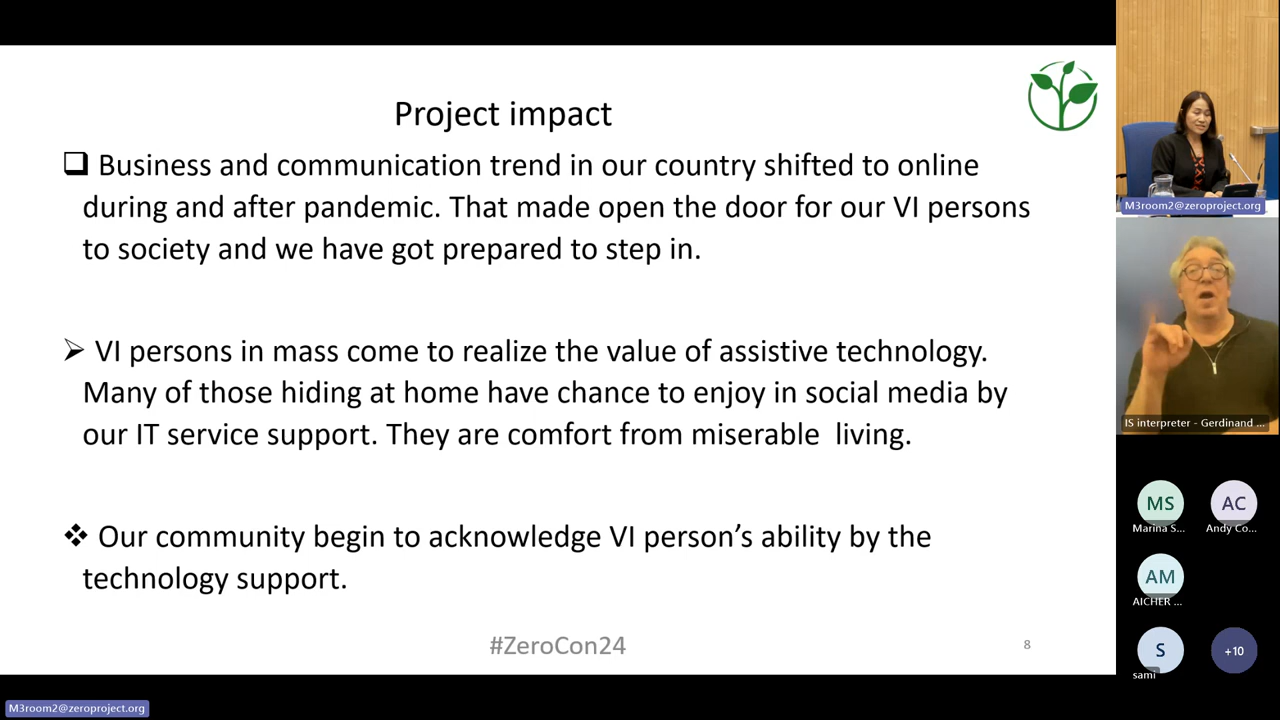 Project impact
❑ Business and communication trend in our country shifted to online
during and after pandemic. That made open the door for our VI persons
to society and we have got prepared to step in.
➢ VI persons in mass come to realize the value of assistive technology.
Many of those hiding at home have chance to enjoy in social media by
our IT service support. They are comfort from miserable  living.
❖ Our community begin to acknowledge VI person’s ability by the
technology support.
#ZeroCon24
8
M3room2@zeroproject.org
IS interpreter - Gerdinand ...
MS
Marina S...
AC
Andy Co...
AM
AICHER ...
S
sami
+10
M3room2@zeroproject.org